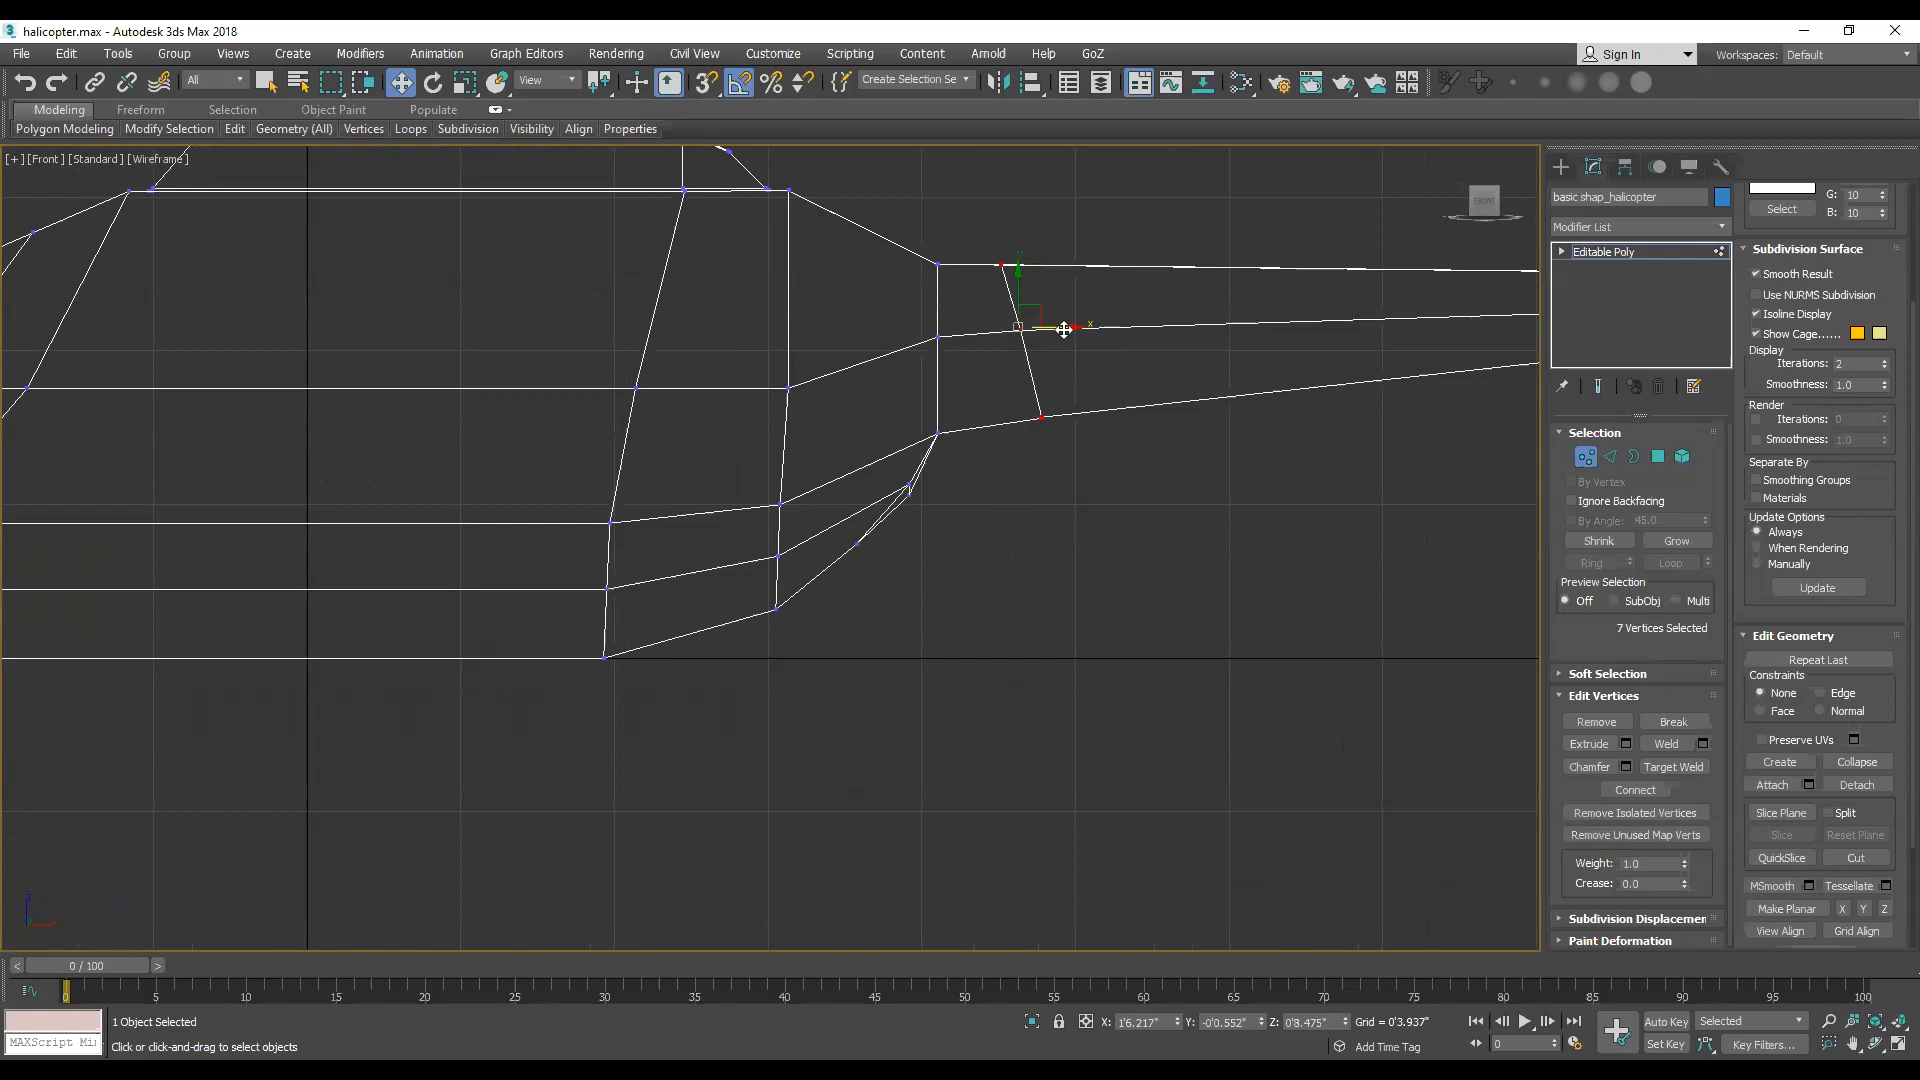 halicopter.max - Autodesk 3ds Max 2018
File Edit Tools Group Views Create Modifiers Animation Graph Editors Rendering Civil View Customize Scripting Content Arnold Help GoZ
Sign In
Workspaces: Default
All
View
Create Selection Se
Modeling Freeform Selection Object Paint Populate
Polygon Modeling Modify Selection Edit Geometry (All) Vertices Loops Subdivision Visibility Align Properties
[+] [Front] [Standard] [Wireframe]
FRONT
x
basic shap_halicopter
Modifier List
Editable Poly
Selection
By Vertex
Ignore Backfacing
By Angle: 45.0
Shrink Grow
Ring Loop
Preview Selection
Off SubObj Multi
7 Vertices Selected
Soft Selection
Edit Vertices
Remove Break
Extrude Weld
Chamfer Target Weld
Connect
Remove Isolated Vertices
Remove Unused Map Verts
Weight: 1.0
Crease: 0.0
Subdivision Displacemen
Paint Deformation
G: 10
Select B: 10
Subdivision Surface
Smooth Result
Use NURMS Subdivision
Isoline Display
Show Cage......
Display
Iterations: 2
Smoothness: 1.0
Render
Iterations: 0
Smoothness: 1.0
Separate By
Smoothing Groups
Materials
Update Options
Always
When Rendering
Manually
Update
Edit Geometry
Repeat Last
Constraints
None Edge
Face Normal
Preserve UVs
Create Collapse
Attach Detach
Slice Plane Split
Slice Reset Plane
QuickSlice Cut
MSmooth Tessellate
Make Planar X Y Z
View Align Grid Align
< 0 / 100 >
0 5 10 15 20 25 30 35 40 45 50 55 60 65 70 75 80 85 90 95 100
1 Object Selected
X: 1'6.217" Y: -0'0.552" Z: 0'8.475" Grid = 0'3.937"
Auto Key Selected
MAXScript Mi
Click or click-and-drag to select objects
Add Time Tag
0
Set Key Key Filters...